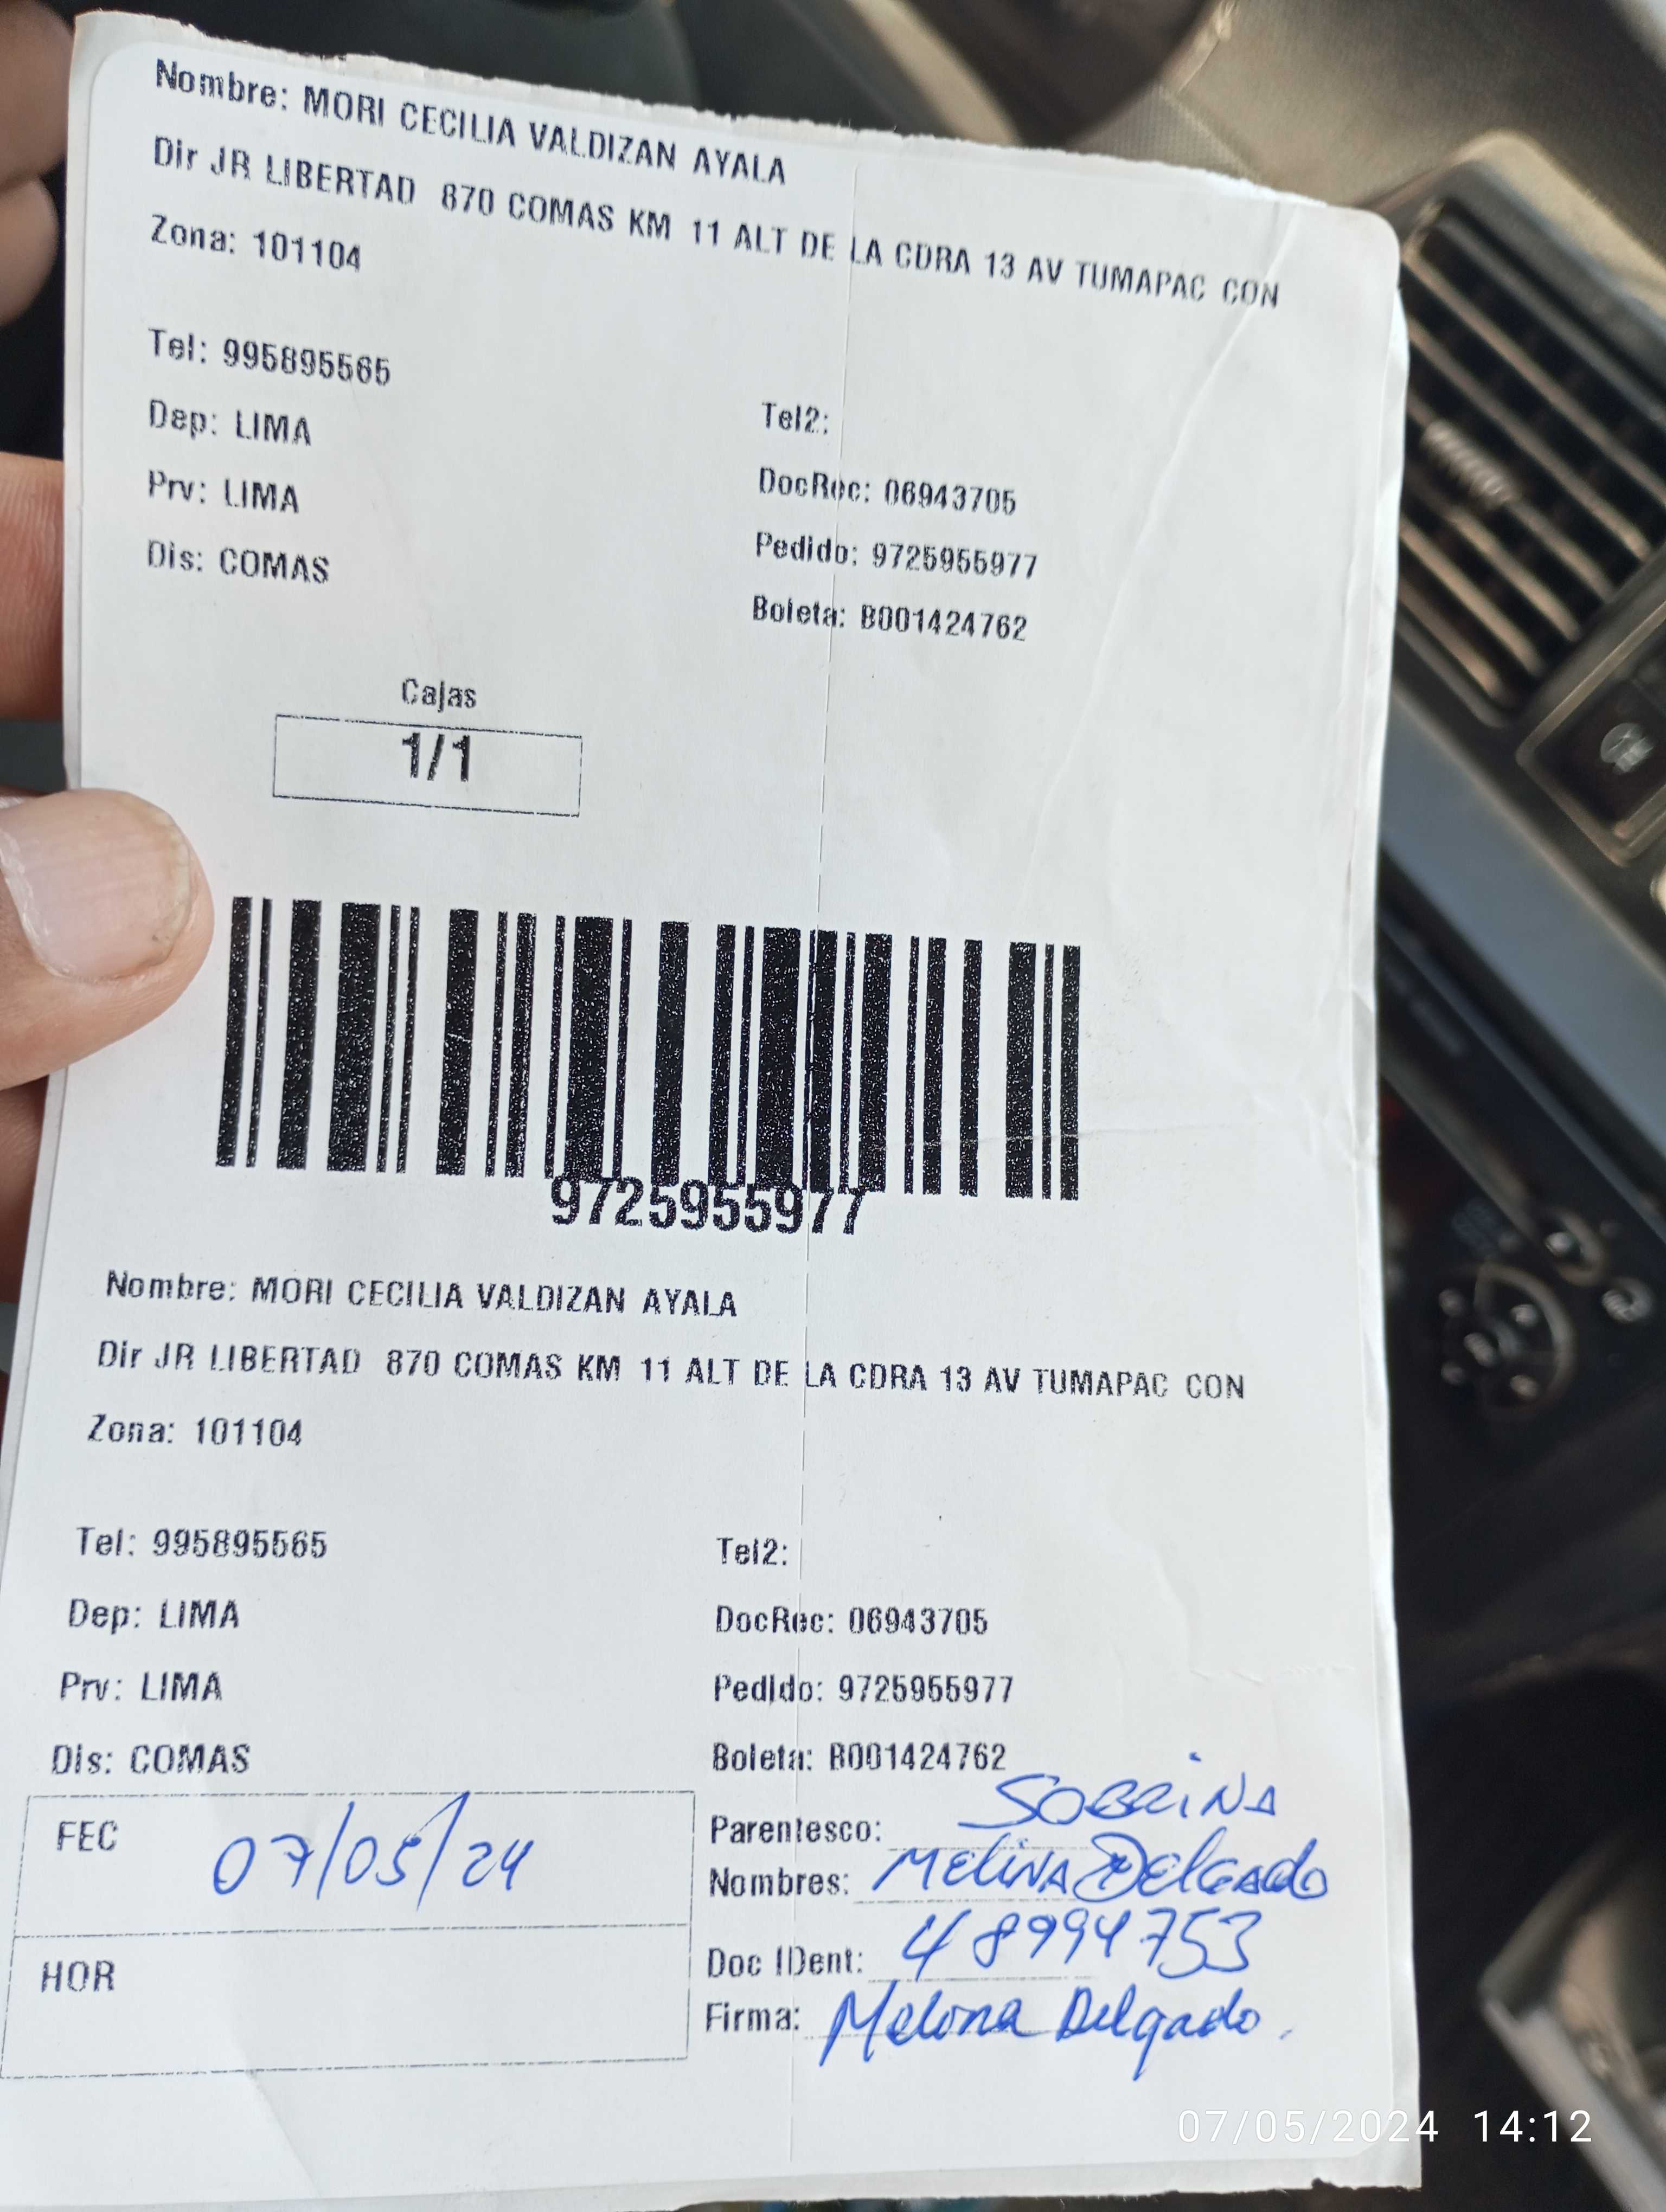 Nombre: MORI CECILIA VALDIZAN AYALA
Dir JR LIBERTAD 870 COMAS KM 11 ALT DE LA CDRA 13 AV TUMAPAC CON
Zona: 101104
Tel: 995895565
Tel2:
Dep: LIMA
DocRec: 06943705
Prv: LIMA
Pedido: 9725955977
Dis: COMAS
Boleta: B001424762
Cajas
1/1
9725955977
Nombre: MORI CECILIA VALDIZAN AYALA
Dir JR LIBERTAD 870 COMAS KM 11 ALT DE LA CDRA 13 AV TUMAPAC CON
Zona: 101104
Tel: 995895565
Tel2:
Dep: LIMA
DocRec: 06943705
Prv: LIMA
Pedido: 9725955977
Dis: COMAS
Boleta: B001424762
FEC 07/05/24
HOR
Parentesco: SOBRINA
Nombres: MELINA DELGADO
Doc IDent: 48994753
Firma: Melina Delgado.
07/05/2024 14:12